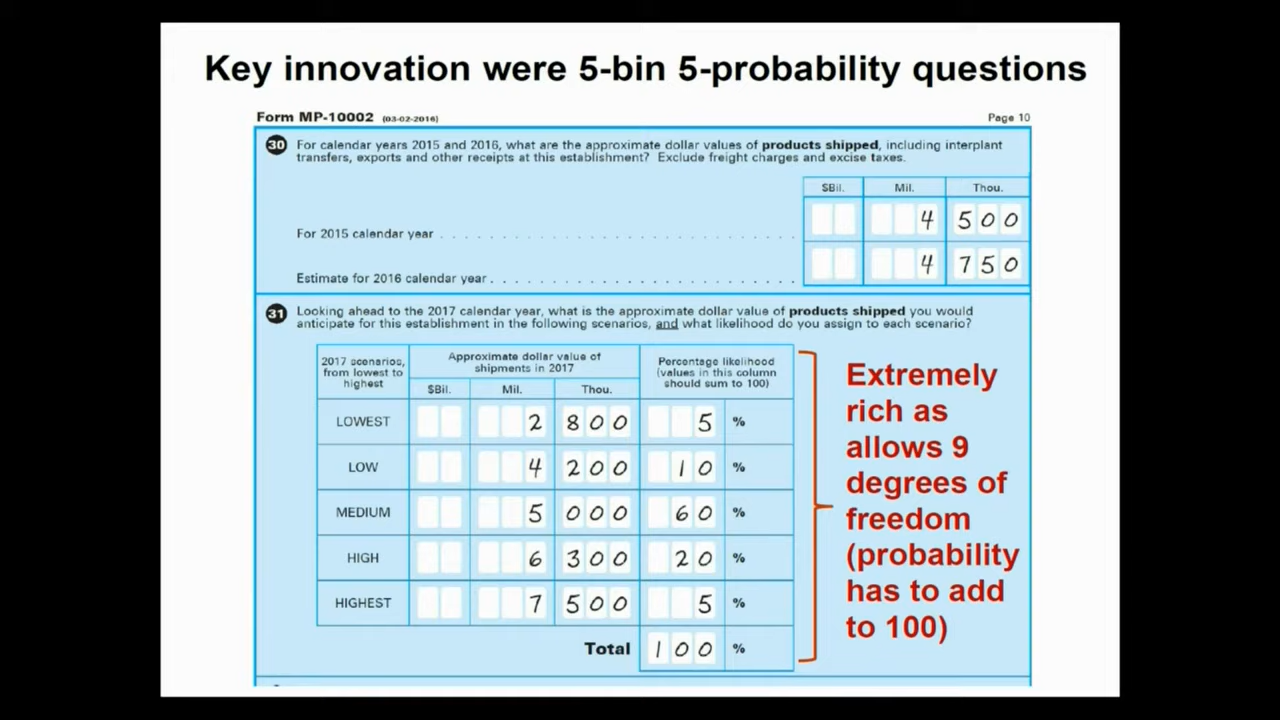 Key innovation were 5-bin 5-probability questions
Form MP-10002 (03-02-2016) Page 10
30 For calendar years 2015 and 2016, what are the approximate dollar values of products shipped, including interplant
transfers, exports and other receipts at this establishment? Exclude freight charges and excise taxes.
$Bil. Mil. Thou.
For 2015 calendar year 4 500
Estimate for 2016 calendar year 4 750
31 Looking ahead to the 2017 calendar year, what is the approximate dollar value of products shipped you would
anticipate for this establishment in the following scenarios, and what likelihood do you assign to each scenario?
2017 scenarios,
from lowest to
highest
Approximate dollar value of
shipments in 2017
$Bil. Mil. Thou.
Percentage likelihood
(values in this column
should sum to 100)
LOWEST 2 800 5 %
LOW 4 200 10 %
MEDIUM 5 000 60 %
HIGH 6 300 20 %
HIGHEST 7 500 5 %
Total 100 %
Extremely
rich as
allows 9
degrees of
freedom
(probability
has to add
to 100)